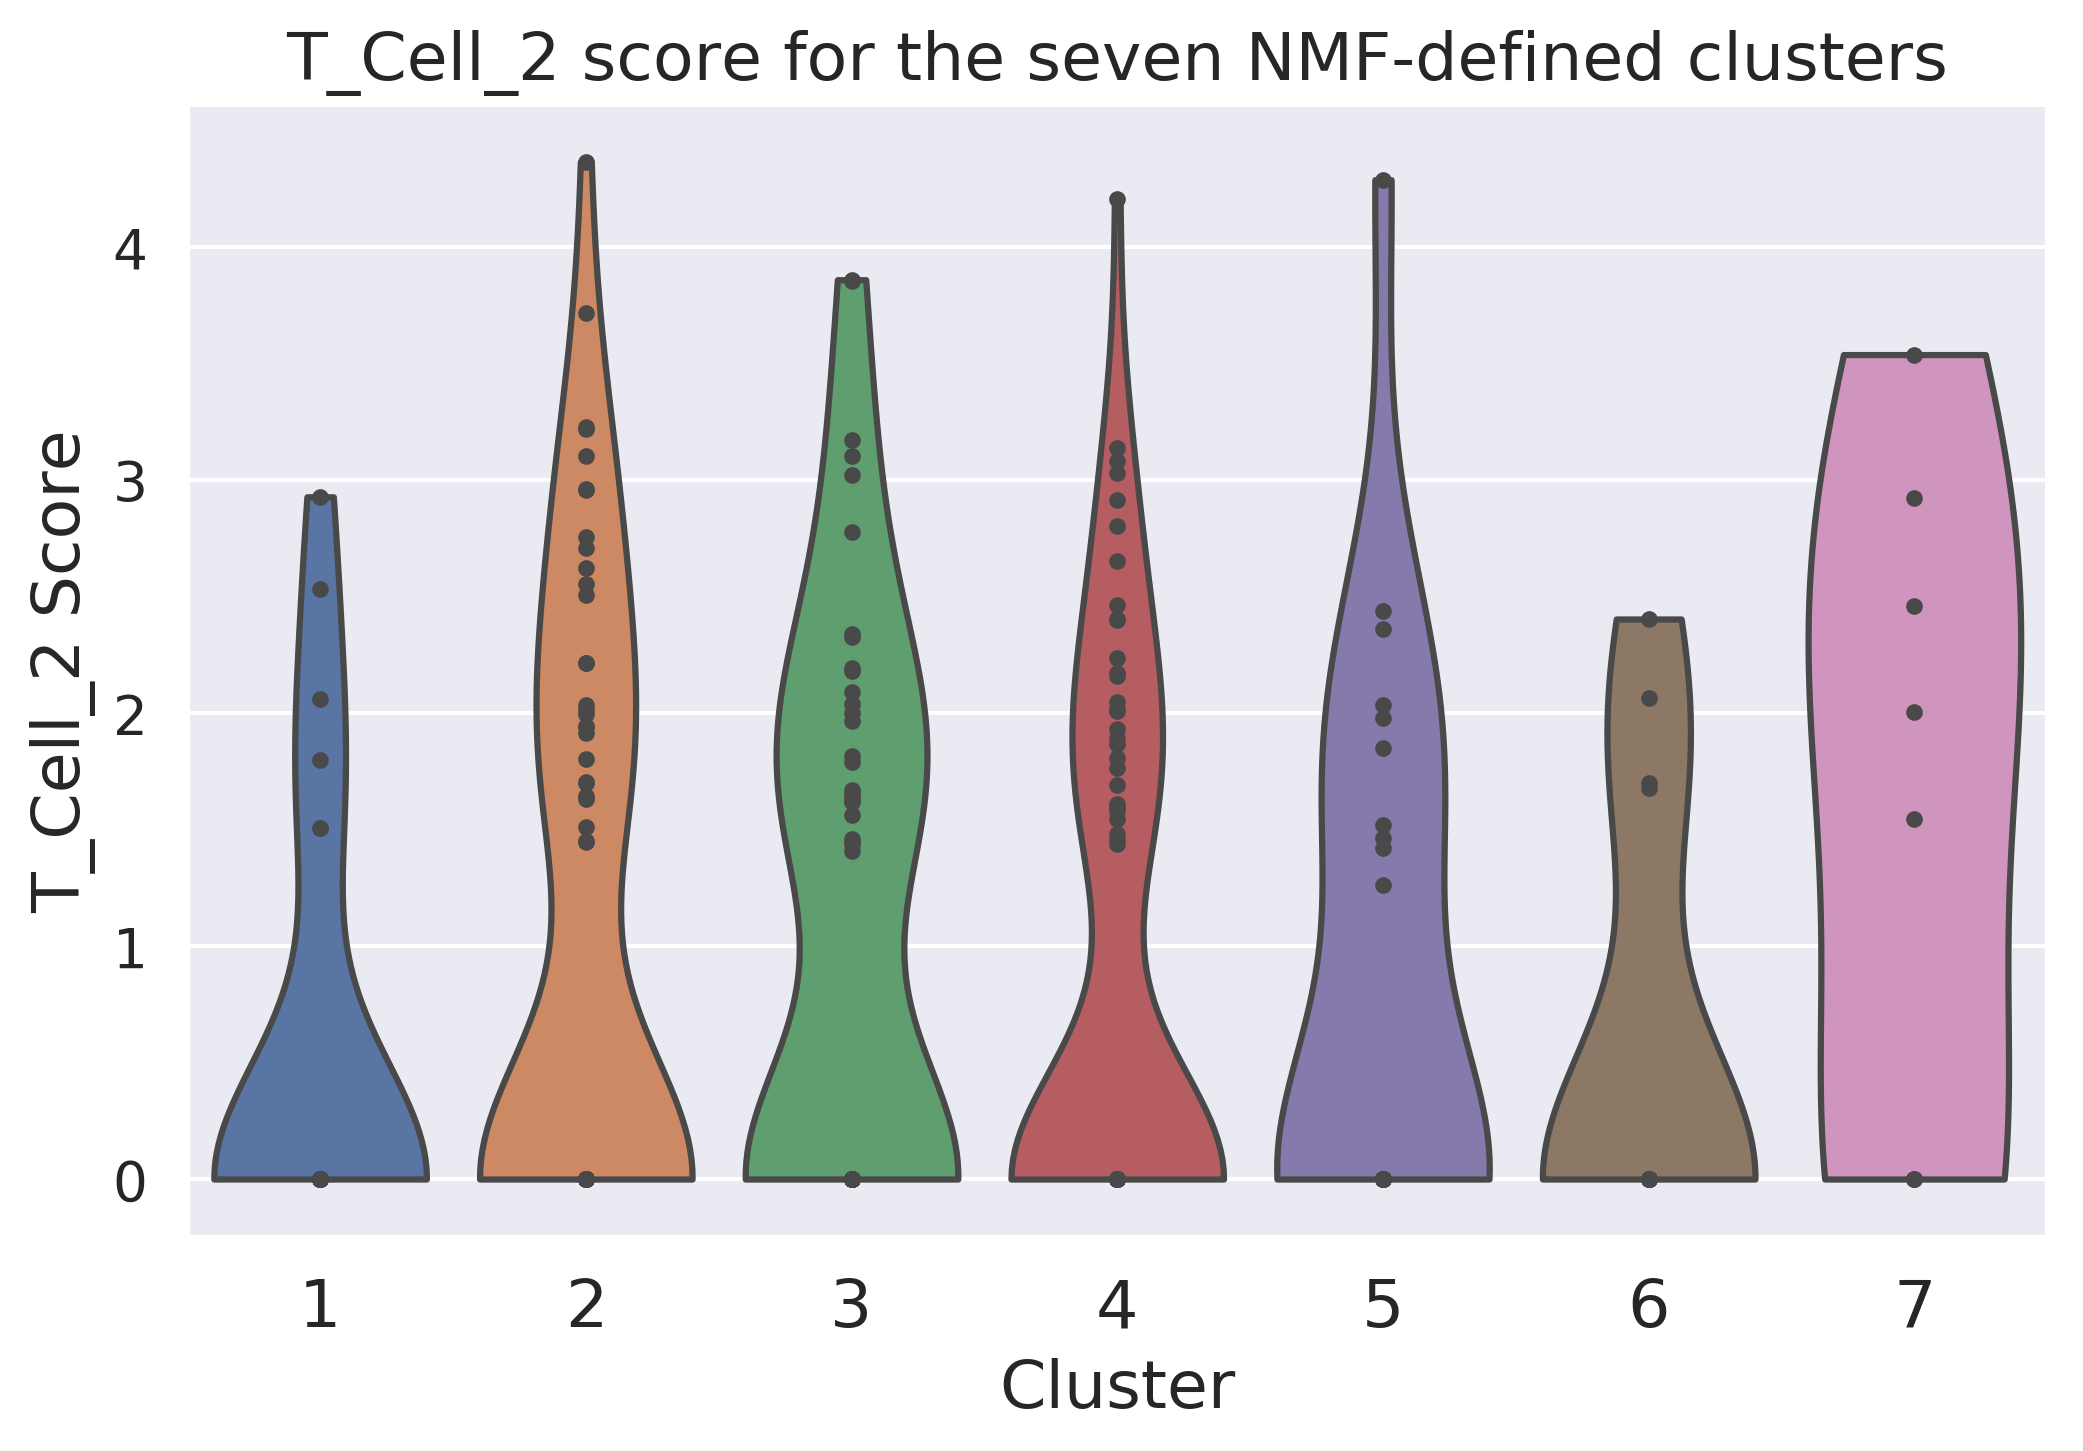 T_Cell_2 score for the seven NMF-defined clusters
T_Cell_2 Score
4
3
2
1
0
1 2 3 4 5 6 7
Cluster